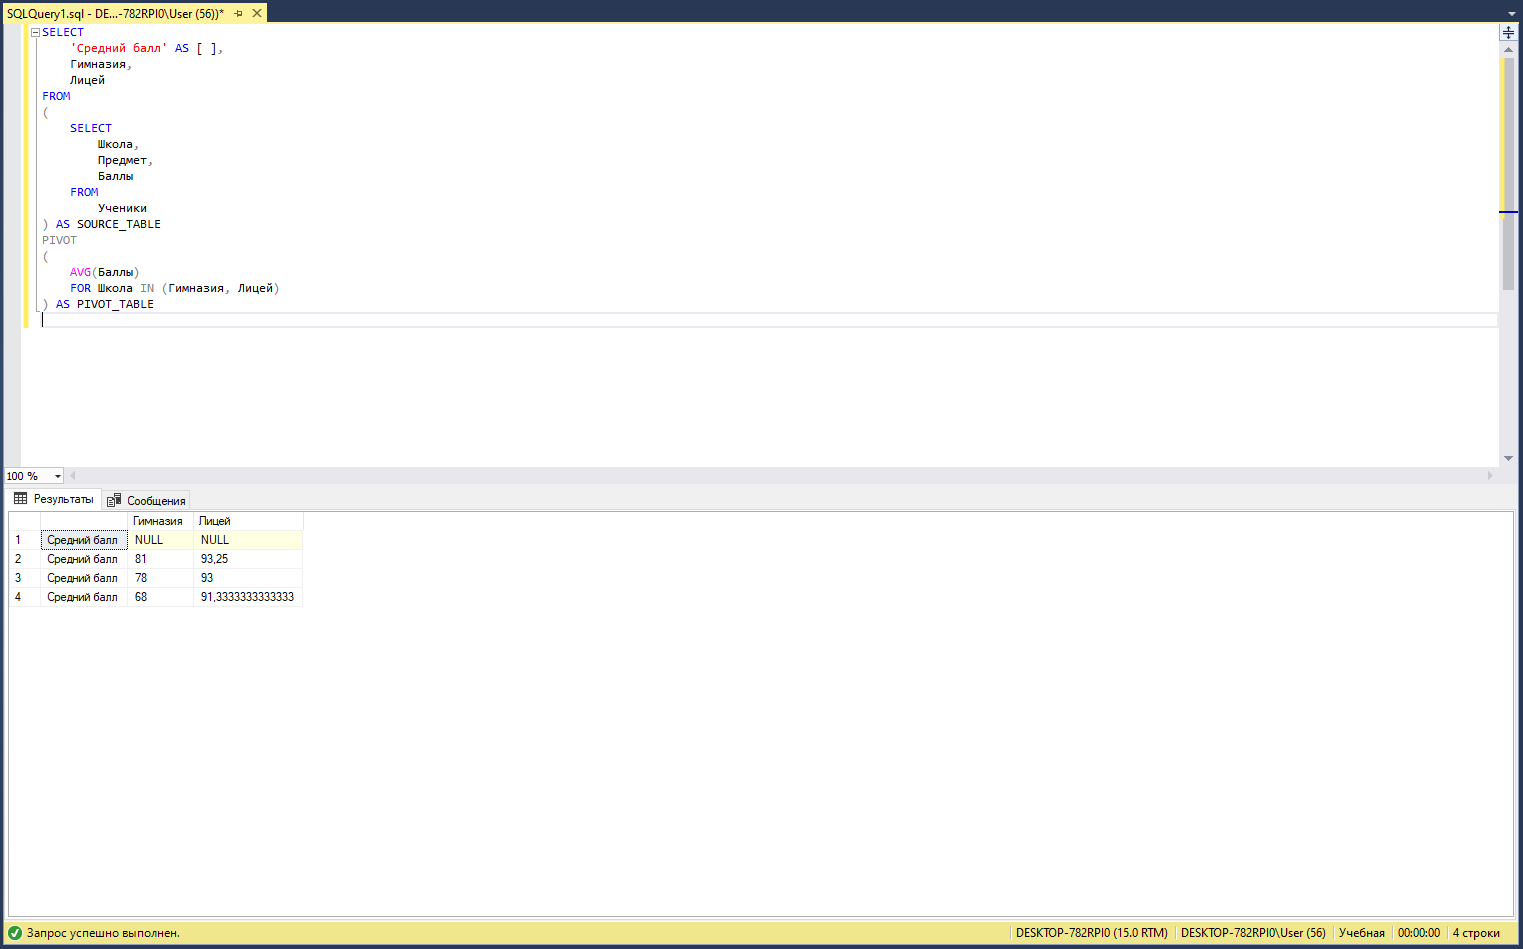 SQLQuery1.sql - DE...-782RPI0\User (56))*
SELECT
'Средний балл' AS [ ],
Гимназия,
Лицей
FROM
(
SELECT
Школа,
Предмет,
Баллы
FROM
Ученики
) AS SOURCE_TABLE
PIVOT
(
AVG(Баллы)
FOR Школа IN (Гимназия, Лицей)
) AS PIVOT_TABLE
100 %
Результаты Сообщения
Гимназия Лицей
1 Средний балл NULL NULL
2 Средний балл 81 93,25
3 Средний балл 78 93
4 Средний балл 68 91,3333333333333
Запрос успешно выполнен. DESKTOP-782RPI0 (15.0 RTM) DESKTOP-782RPI0\User (56) Учебная 00:00:00 4 строки